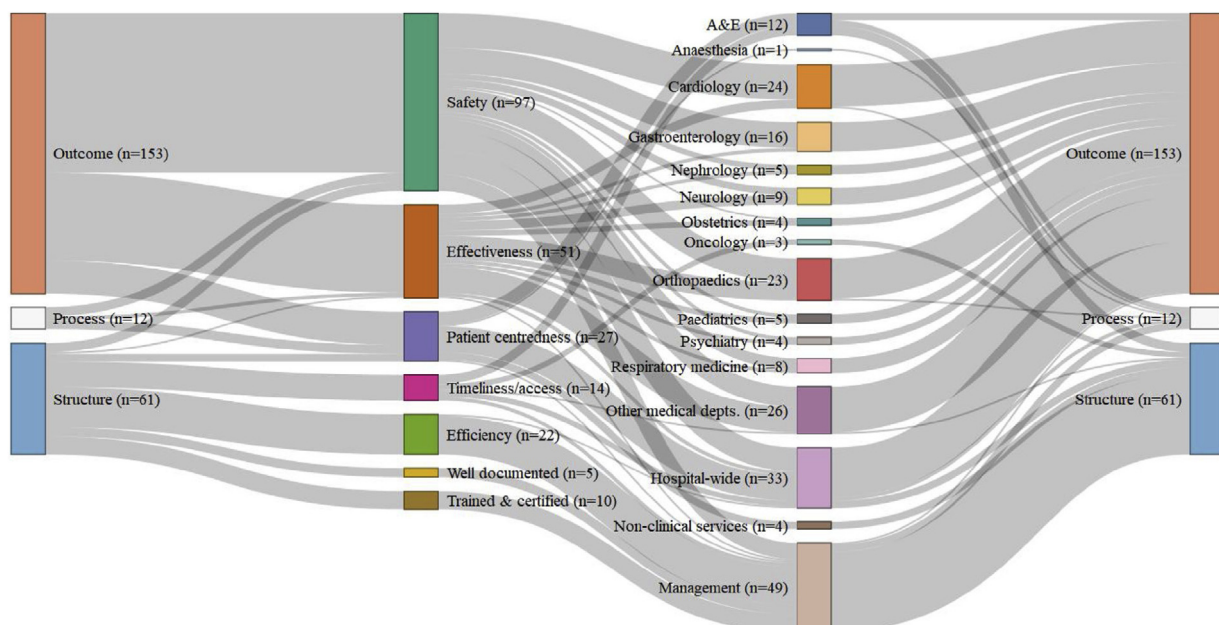 Outcome (n=153)
Process (n=12)
Structure (n=61)
Safety (n=97)
Effectiveness (n=51)
Patient centredness (n=27)
Timeliness/access (n=14)
Efficiency (n=22)
Well documented (n=5)
Trained & certified (n=10)
A&E (n=12)
Anaesthesia (n=1)
Cardiology (n=24)
Gastroenterology (n=16)
Nephrology (n=5)
Neurology (n=9)
Obstetrics (n=4)
Oncology (n=3)
Orthopaedics (n=23)
Paediatrics (n=5)
Psychiatry (n=4)
Respiratory medicine (n=8)
Other medical depts. (n=26)
Hospital-wide (n=33)
Non-clinical services (n=4)
Management (n=49)
Outcome (n=153)
Process (n=12)
Structure (n=61)